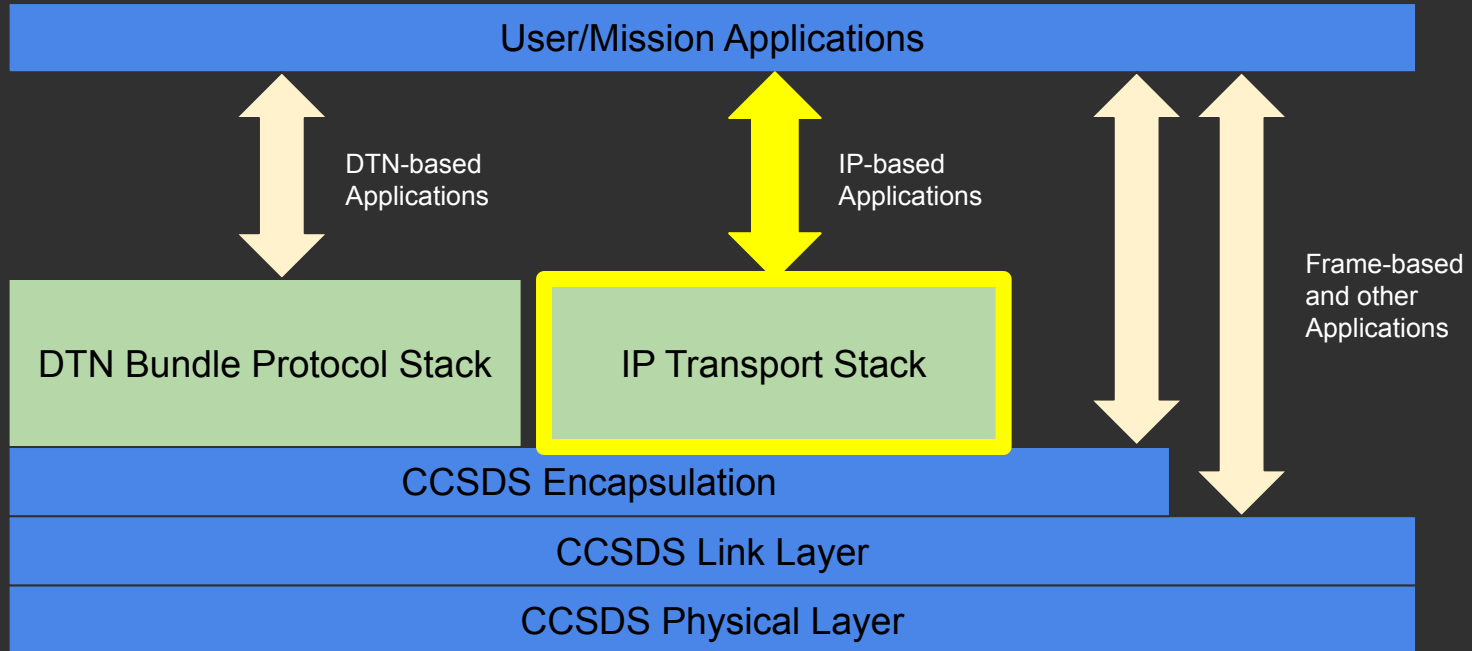 User/Mission Applications
DTN-based
Applications
IP-based
Applications
Frame-based
and other
Applications
DTN Bundle Protocol Stack
IP Transport Stack
CCSDS Encapsulation
CCSDS Link Layer
CCSDS Physical Layer